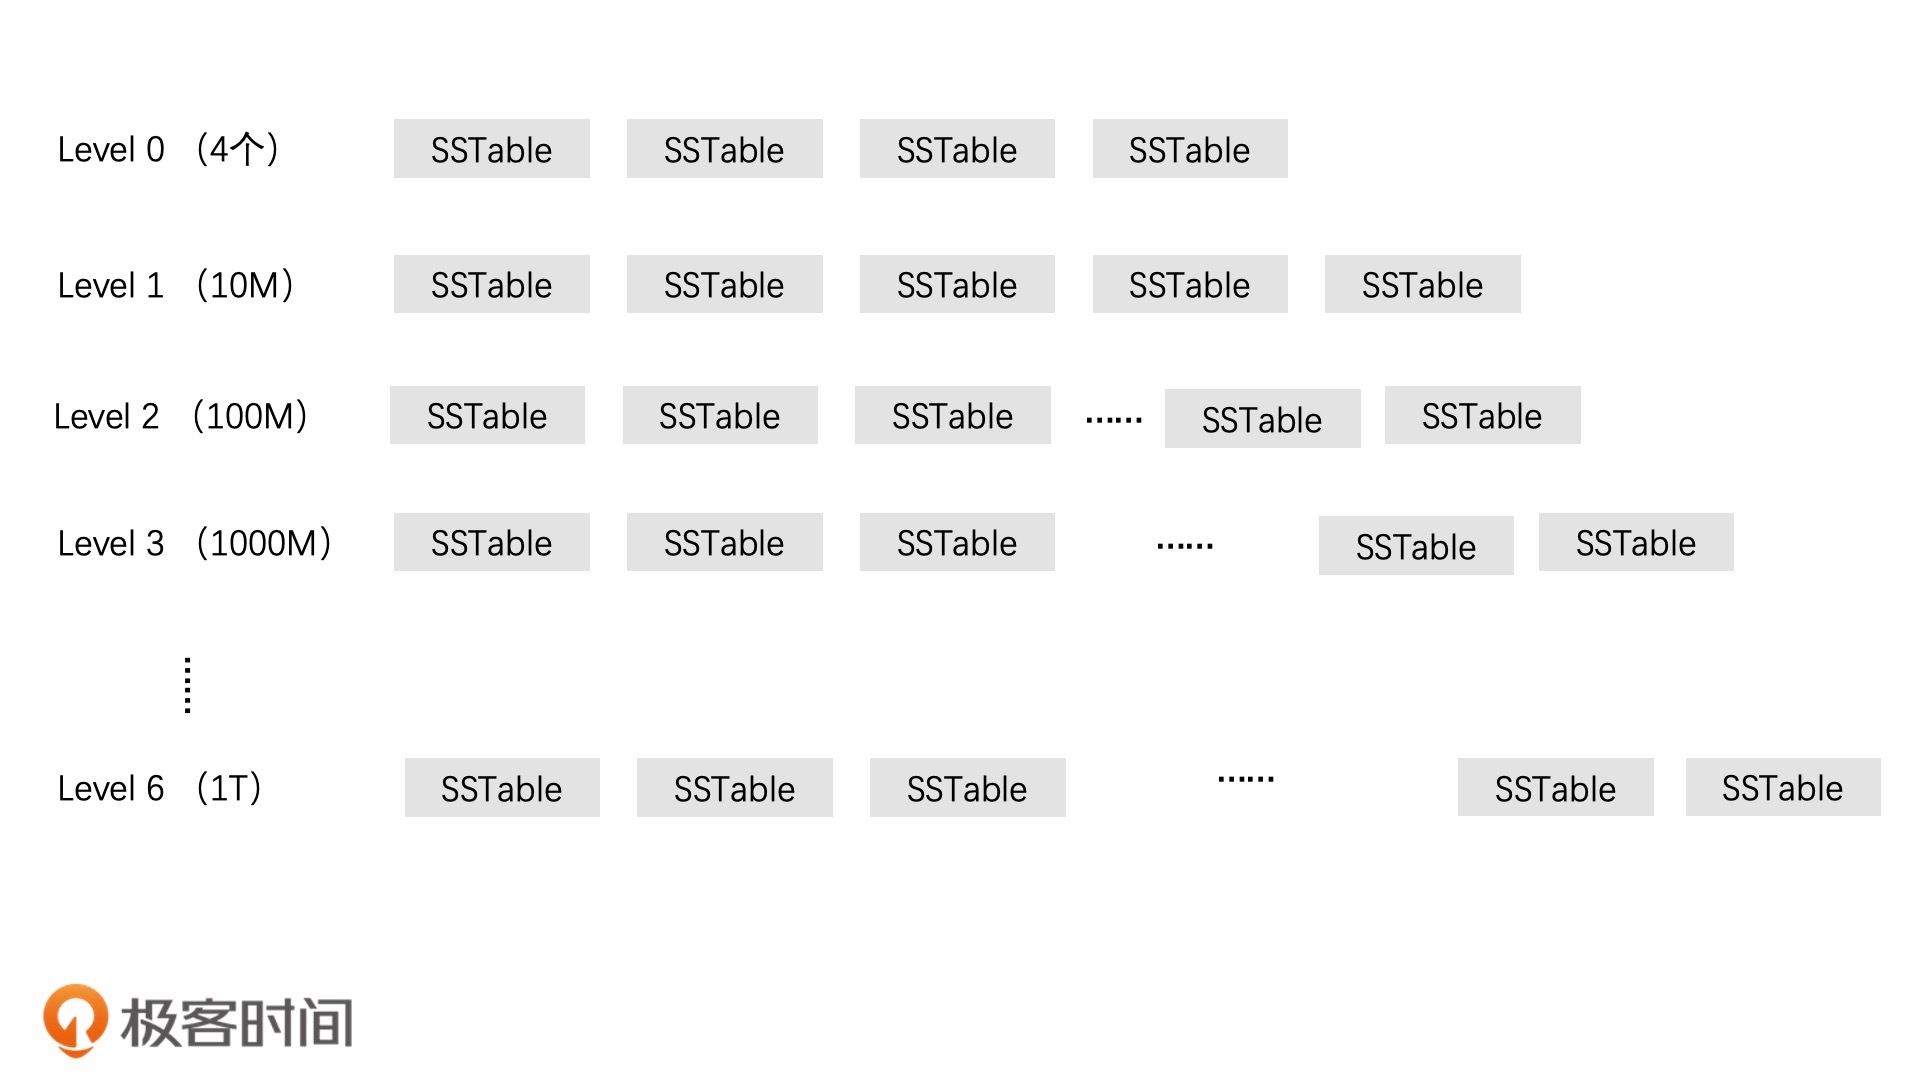 Level 0 （4个） SSTable SSTable SSTable SSTable
Level 1 （10M） SSTable SSTable SSTable SSTable SSTable
Level 2 （100M） SSTable SSTable SSTable …… SSTable SSTable
Level 3 （1000M） SSTable SSTable SSTable …… SSTable SSTable
……
Level 6 （1T） SSTable SSTable SSTable …… SSTable SSTable
极客时间